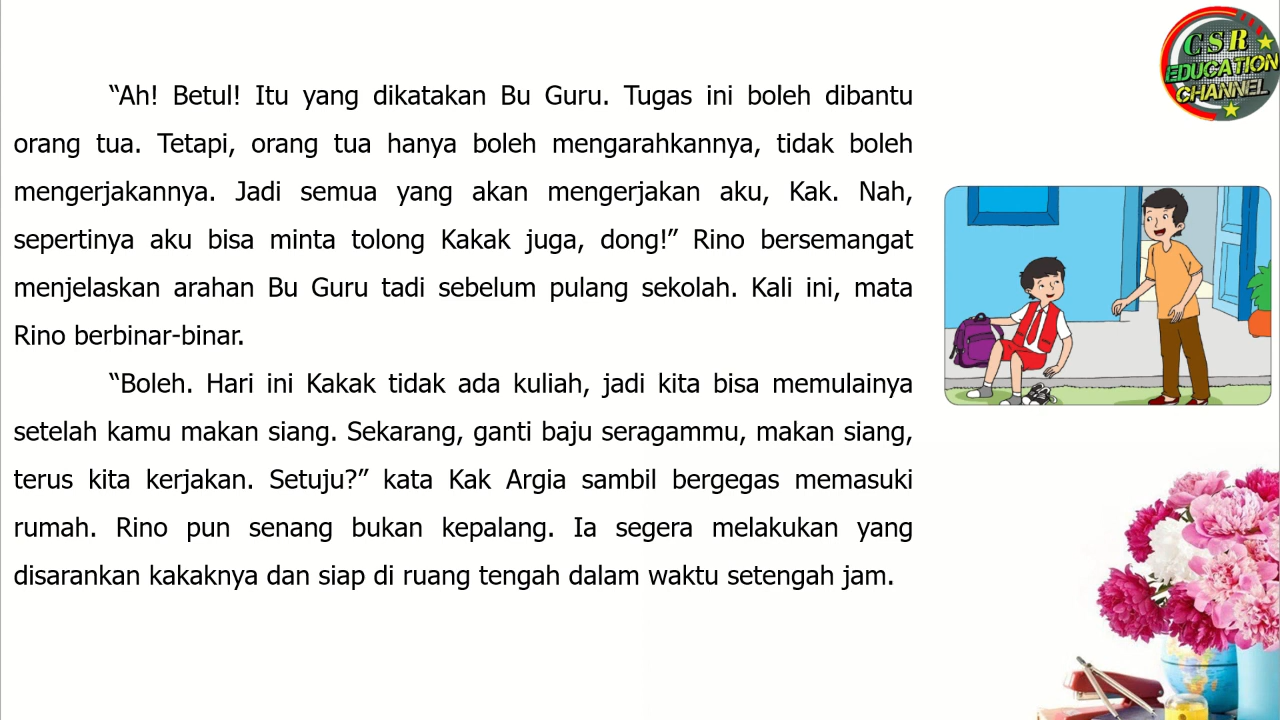 CSR
EDUCATION
CHANNEL
“Ah! Betul! Itu yang dikatakan Bu Guru. Tugas ini boleh dibantu
orang tua. Tetapi, orang tua hanya boleh mengarahkannya, tidak boleh
mengerjakannya. Jadi semua yang akan mengerjakan aku, Kak. Nah,
sepertinya aku bisa minta tolong Kakak juga, dong!” Rino bersemangat
menjelaskan arahan Bu Guru tadi sebelum pulang sekolah. Kali ini, mata
Rino berbinar-binar.
“Boleh. Hari ini Kakak tidak ada kuliah, jadi kita bisa memulainya
setelah kamu makan siang. Sekarang, ganti baju seragammu, makan siang,
terus kita kerjakan. Setuju?” kata Kak Argia sambil bergegas memasuki
rumah. Rino pun senang bukan kepalang. Ia segera melakukan yang
disarankan kakaknya dan siap di ruang tengah dalam waktu setengah jam.